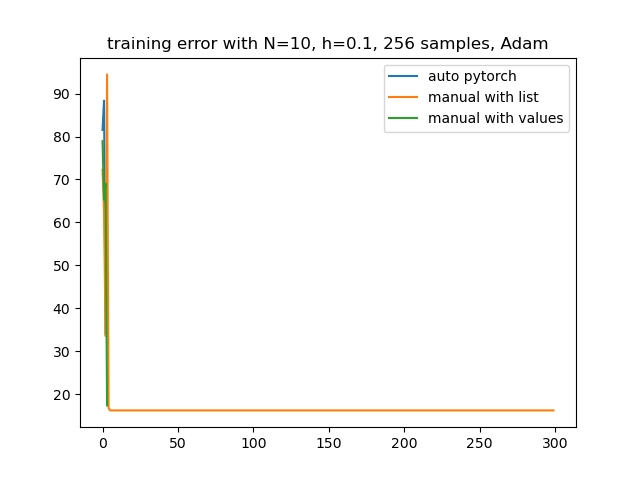 training error with N=10, h=0.1, 256 samples, Adam
auto pytorch
manual with list
manual with values
90
80
70
60
50
40
30
20
0 50 100 150 200 250 300